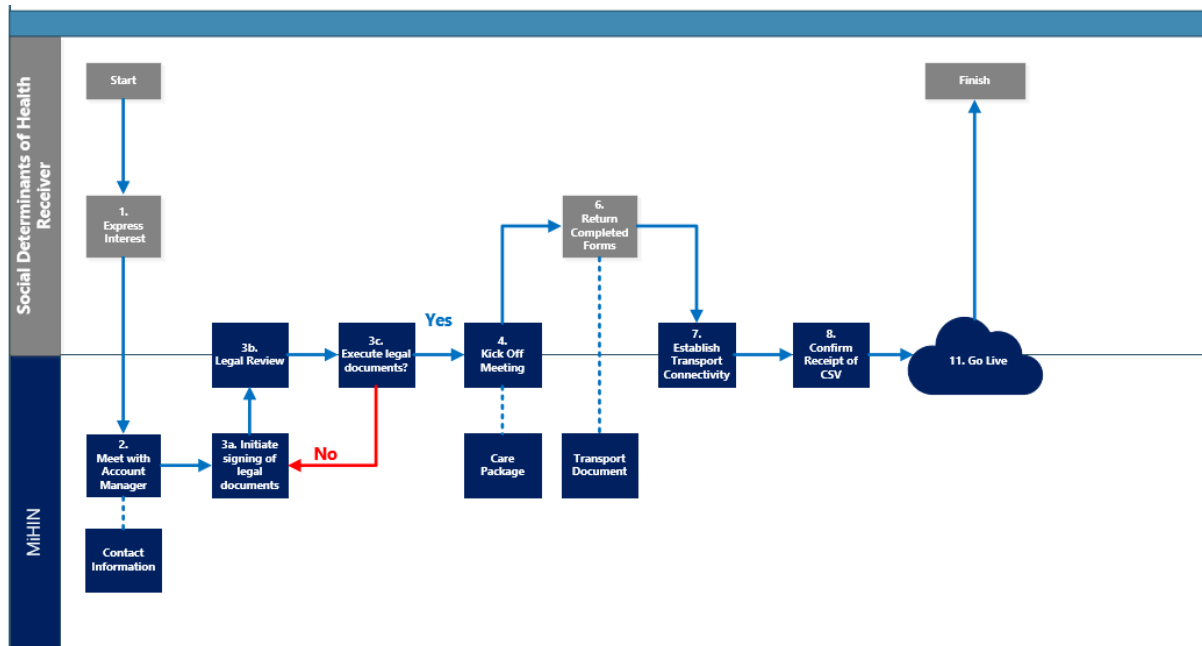 Social Determinants of Health
Receiver
MiHIN
Start
Finish
1.
Express
Interest
6.
Return
Completed
Forms
Yes
3b.
Legal Review
3c.
Execute legal
documents?
4.
Kick Off
Meeting
7.
Establish
Transport
Connectivity
8.
Confirm
Receipt of
CSV
11. Go Live
2.
Meet with
Account
Manager
3a. Initiate
signing of
legal
documents
No
Care
Package
Transport
Document
Contact
Information